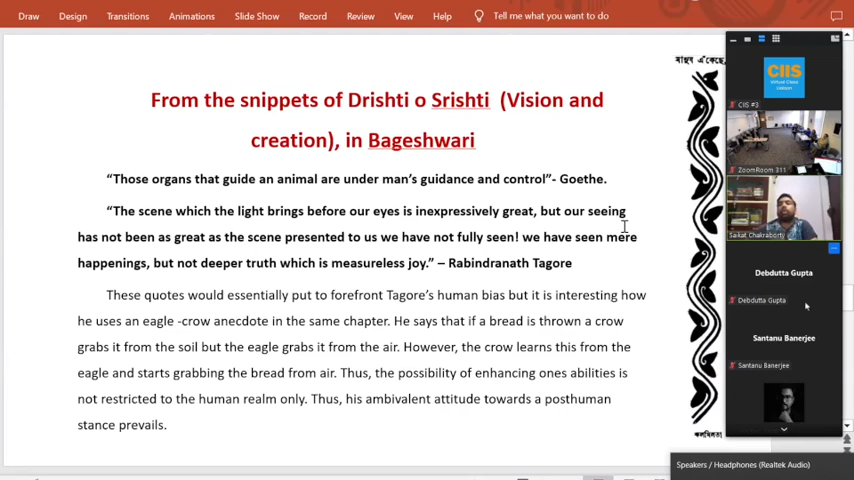 Draw Design Transitions Animations Slide Show Record Review View Help Tell me what you want to do
From the snippets of Drishti o Srishti (Vision and
creation), in Bageshwari
“Those organs that guide an animal are under man’s guidance and control”- Goethe.
“The scene which the light brings before our eyes is inexpressively great, but our seeing
has not been as great as the scene presented to us we have not fully seen! we have seen mere
happenings, but not deeper truth which is measureless joy.” – Rabindranath Tagore
These quotes would essentially put to forefront Tagore’s human bias but it is interesting how
he uses an eagle -crow anecdote in the same chapter. He says that if a bread is thrown a crow
grabs it from the soil but the eagle grabs it from the air. However, the crow learns this from the
eagle and starts grabbing the bread from air. Thus, the possibility of enhancing ones abilities is
not restricted to the human realm only. Thus, his ambivalent attitude towards a posthuman
stance prevails.
CIIS
Virtual Class
Liaison
CIIS #3
ZoomRoom 311
Saikat Chakraborty
Debdutta Gupta
Debdutta Gupta
Santanu Banerjee
Santanu Banerjee
Speakers / Headphones (Realtek Audio)